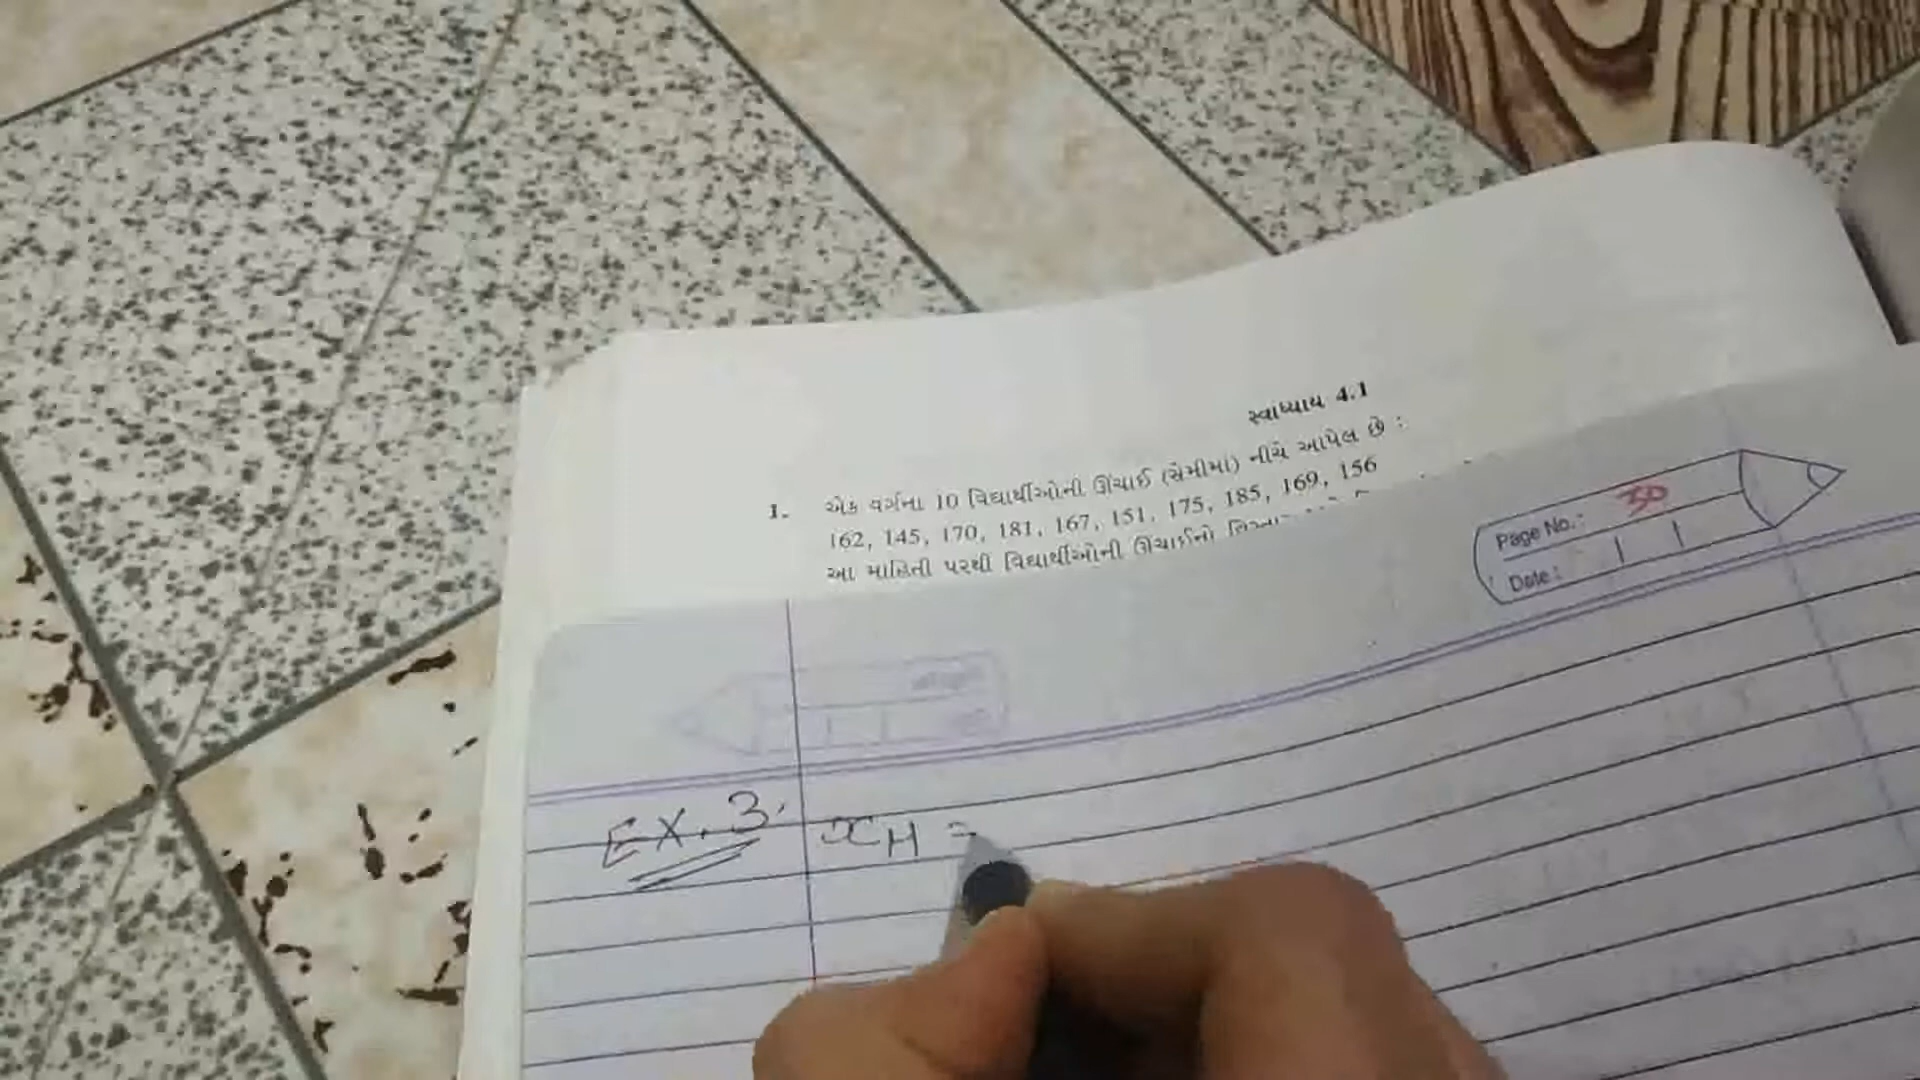 સ્વાધ્યાય 4.1
1. એક વર્ગના 10 વિદ્યાર્થીઓની ઊંચાઈ (સેમીમાં) નીચે આપેલ છે :
162, 145, 170, 181, 167, 151, 175, 185, 169, 156
આ માહિતી પરથી વિદ્યાર્થીઓની ઊંચાઈનો
Page No.: 30
Date:
Ex. 3. xH =